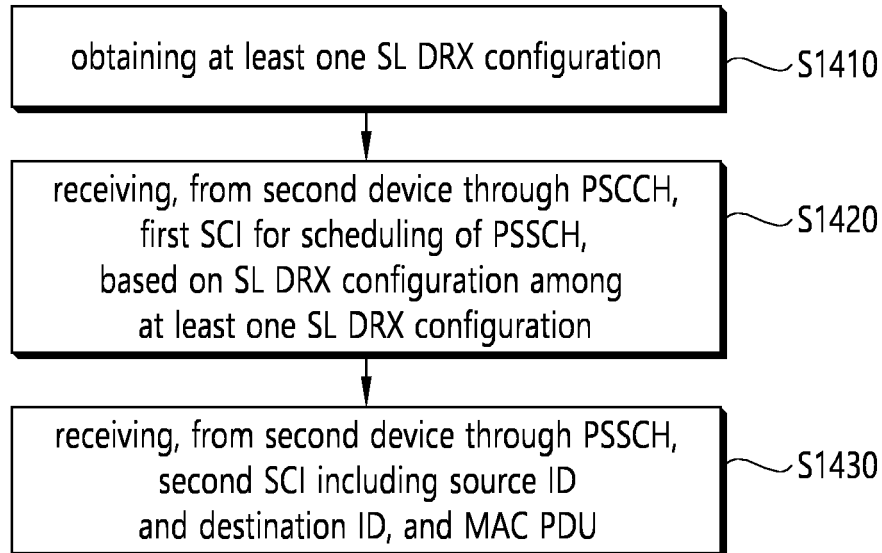 obtaining at least one SL DRX configuration
S1410
receiving, from second device through PSCCH,
first SCI for scheduling of PSSCH,
based on SL DRX configuration among
at least one SL DRX configuration
S1420
receiving, from second device through PSSCH,
second SCI including source ID
and destination ID, and MAC PDU
S1430